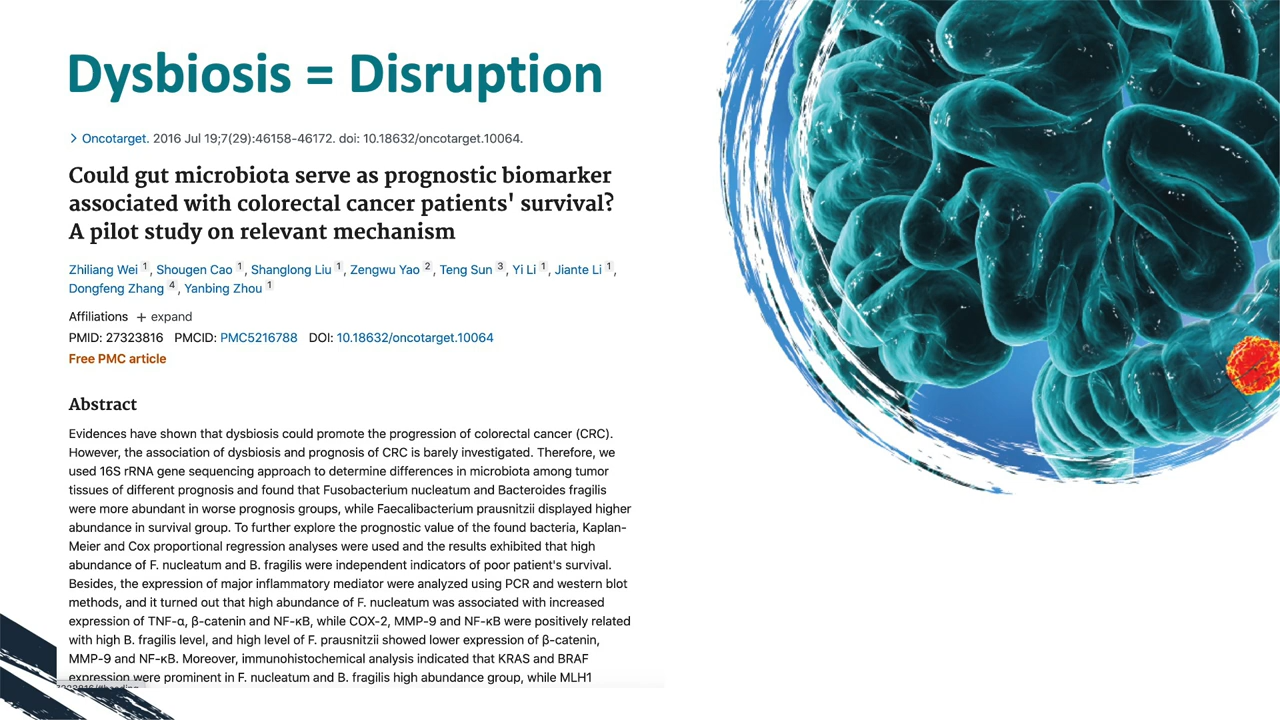 Dysbiosis = Disruption
> Oncotarget. 2016 Jul 19;7(29):46158-46172. doi: 10.18632/oncotarget.10064.
Could gut microbiota serve as prognostic biomarker
associated with colorectal cancer patients' survival?
A pilot study on relevant mechanism
Zhiliang Wei 1, Shougen Cao 1, Shanglong Liu 1, Zengwu Yao 2, Teng Sun 3, Yi Li 1, Jiante Li 1,
Dongfeng Zhang 4, Yanbing Zhou 1
Affiliations + expand
PMID: 27323816 PMCID: PMC5216788 DOI: 10.18632/oncotarget.10064
Free PMC article
Abstract
Evidences have shown that dysbiosis could promote the progression of colorectal cancer (CRC).
However, the association of dysbiosis and prognosis of CRC is barely investigated. Therefore, we
used 16S rRNA gene sequencing approach to determine differences in microbiota among tumor
tissues of different prognosis and found that Fusobacterium nucleatum and Bacteroides fragilis
were more abundant in worse prognosis groups, while Faecalibacterium prausnitzii displayed higher
abundance in survival group. To further explore the prognostic value of the found bacteria, Kaplan-
Meier and Cox proportional regression analyses were used and the results exhibited that high
abundance of F. nucleatum and B. fragilis were independent indicators of poor patient's survival.
Besides, the expression of major inflammatory mediator were analyzed using PCR and western blot
methods, and it turned out that high abundance of F. nucleatum was associated with increased
expression of TNF-α, β-catenin and NF-κB, while COX-2, MMP-9 and NF-κB were positively related
with high B. fragilis level, and high level of F. prausnitzii showed lower expression of β-catenin,
MMP-9 and NF-κB. Moreover, immunohistochemical analysis indicated that KRAS and BRAF
expression were prominent in F. nucleatum and B. fragilis high abundance group, while MLH1